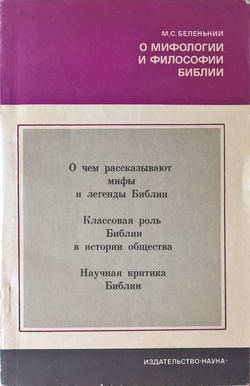 М.С.БЕЛЕНЬКИЙ
О МИФОЛОГИИ
И ФИЛОСОФИИ
БИБЛИИ
О чем рассказывают
мифы
и легенды Библии
Классовая роль
Библии
в истории общества
Научная критика
Библии
ИЗДАТЕЛЬСТВО·НАУКА·